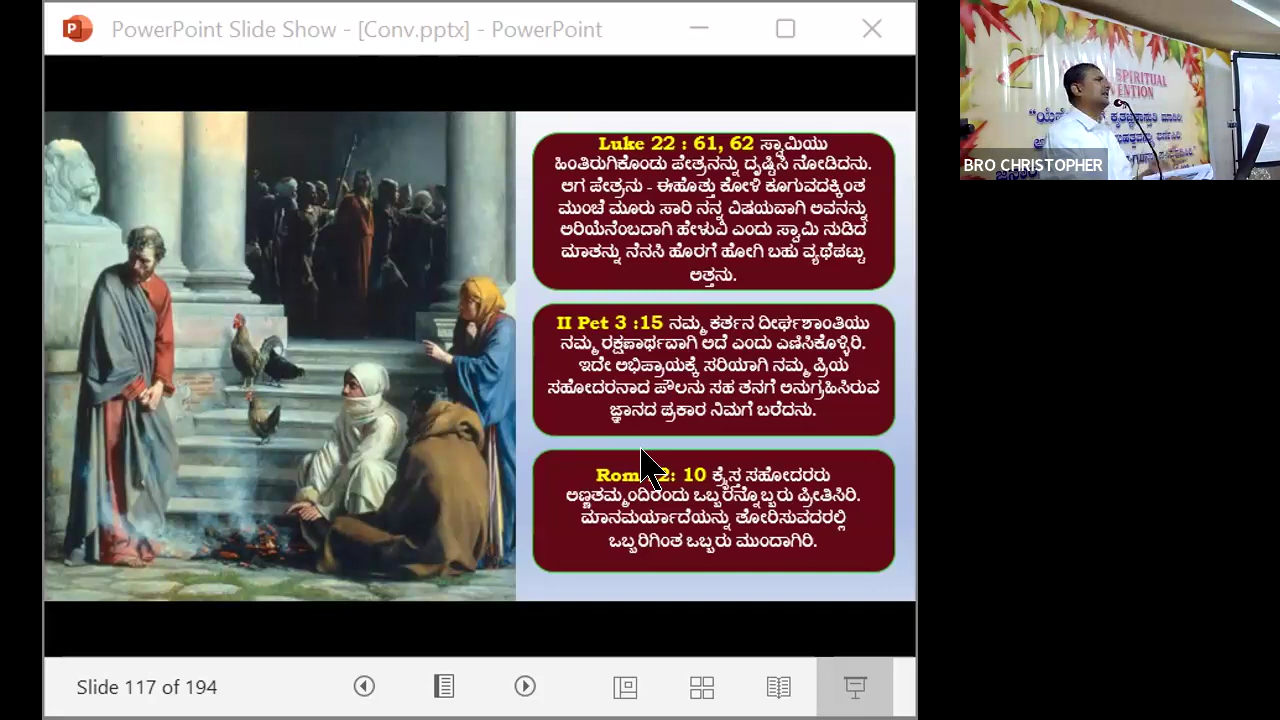 PowerPoint Slide Show - [Conv.pptx] - PowerPoint
Luke 22 : 61, 62 ಸ್ವಾಮಿಯು
ಹಿಂತಿರುಗಿಕೊಂಡು ಪೇತ್ರನನ್ನು ದೃಷ್ಟಿಸಿ ನೋಡಿದನು.
ಆಗ ಪೇತ್ರನು - ಈಹೊತ್ತು ಕೋಳಿ ಕೂಗುವದಕ್ಕಿಂತ
ಮುಂಚೆ ಮೂರು ಸಾರಿ ನನ್ನ ವಿಷಯವಾಗಿ ಅವನನ್ನು
ಅರಿಯೆನೆಂಬದಾಗಿ ಹೇಳುವಿ ಎಂದು ಸ್ವಾಮಿ ನುಡಿದ
ಮಾತನ್ನು ನೆನಸಿ ಹೊರಗೆ ಹೋಗಿ ಬಹು ವ್ಯಥೆಪಟ್ಟು
ಅತ್ತನು.
II Pet 3 :15 ನಮ್ಮ ಕರ್ತನ ದೀರ್ಘಶಾಂತಿಯು
ನಮ್ಮ ರಕ್ಷಣಾರ್ಥವಾಗಿ ಅದೆ ಎಂದು ಎಣಿಸಿಕೊಳ್ಳಿರಿ.
ಇದೇ ಅಭಿಪ್ರಾಯಕ್ಕೆ ಸರಿಯಾಗಿ ನಮ್ಮ ಪ್ರಿಯ
ಸಹೋದರನಾದ ಪೌಲನು ಸಹ ತನಗೆ ಅನುಗ್ರಹಿಸಿರುವ
ಜ್ಞಾನದ ಪ್ರಕಾರ ನಿಮಗೆ ಬರೆದನು.
Rom 2: 10 ಕ್ರೈಸ್ತ ಸಹೋದರರು
ಅಣ್ಣತಮ್ಮಂದಿರೆಂದು ಒಬ್ಬರನ್ನೊಬ್ಬರು ಪ್ರೀತಿಸಿರಿ.
ಮಾನಮರ್ಯಾದೆಯನ್ನು ತೋರಿಸುವದರಲ್ಲಿ
ಒಬ್ಬರಿಗಿಂತ ಒಬ್ಬರು ಮುಂದಾಗಿರಿ.
Slide 117 of 194
SPIRITUAL
BRO CHRISTOPHER